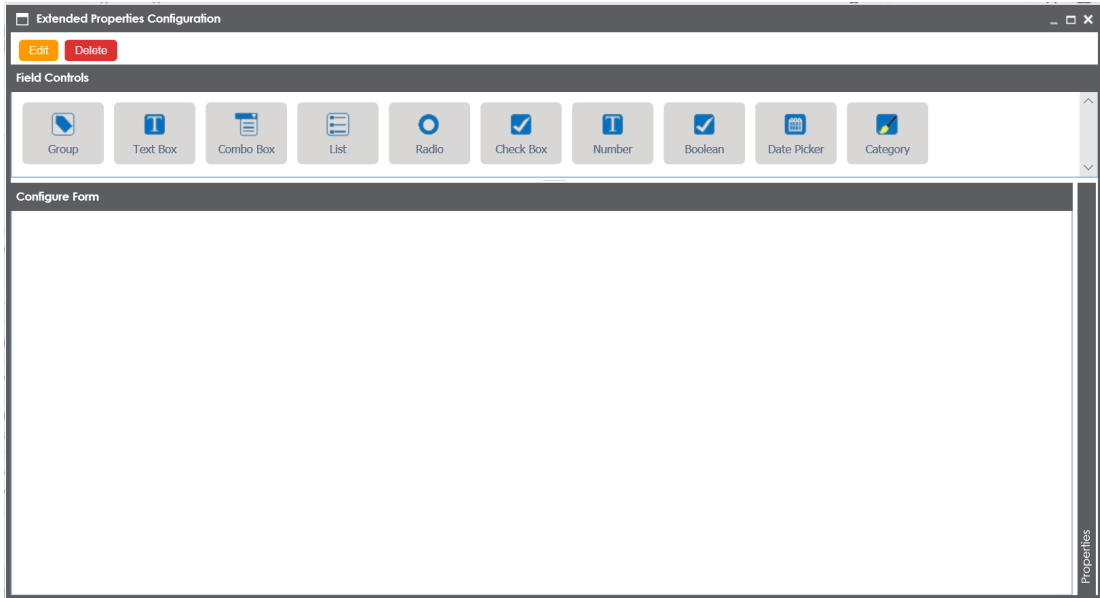 Extended Properties Configuration
Edit Delete
Field Controls
Group Text Box Combo Box List Radio Check Box Number Boolean Date Picker Category
Configure Form
Properties